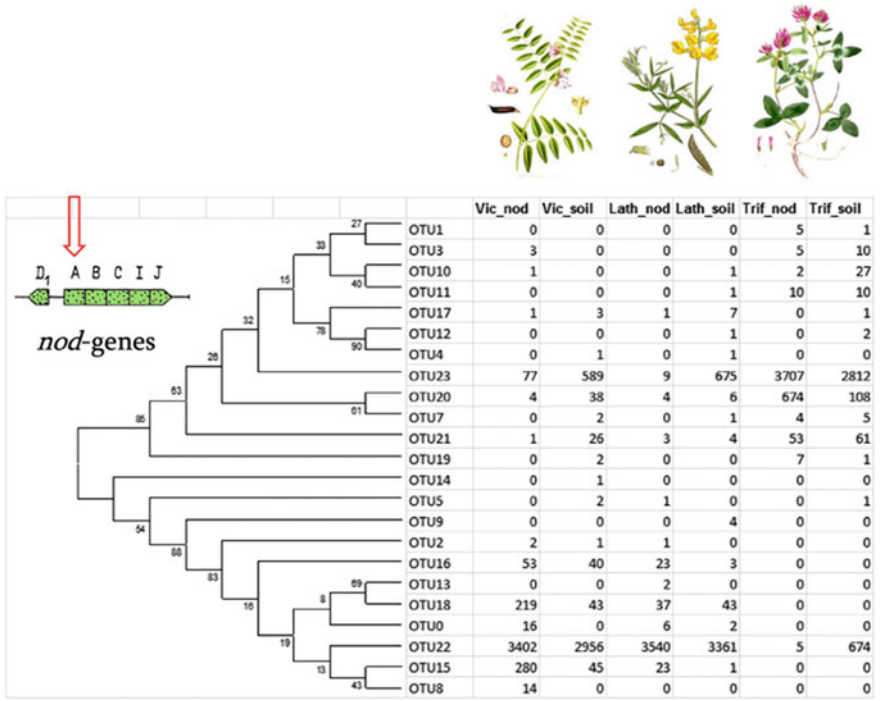 Vic_nod Vic_soil Lath_nod Lath_soil Trif_nod Trif_soil
OTU1 0 0 0 0 5 1
OTU3 3 0 0 0 5 10
OTU10 1 0 0 1 2 27
OTU11 0 0 0 1 10 10
OTU17 1 3 1 7 0 1
OTU12 0 0 0 1 0 2
OTU4 0 1 0 1 0 0
OTU23 77 589 9 675 3707 2812
OTU20 4 38 4 6 674 108
OTU7 0 2 0 1 4 5
OTU21 1 26 3 4 53 61
OTU19 0 2 0 0 7 1
OTU14 0 1 0 0 0 0
OTU5 0 2 1 0 0 1
OTU9 0 0 0 4 0 0
OTU2 2 1 1 0 0 0
OTU16 53 40 23 3 0 0
OTU13 0 0 2 0 0 0
OTU18 219 43 37 43 0 0
OTU0 16 0 6 2 0 0
OTU22 3402 2956 3540 3361 5 674
OTU15 280 45 23 1 0 0
OTU8 14 0 0 0 0 0
D1 A B C I J
nod-genes
27
33
40
15
78
90
32
26
61
63
85
54
88
83
16
69
8
19
13
43